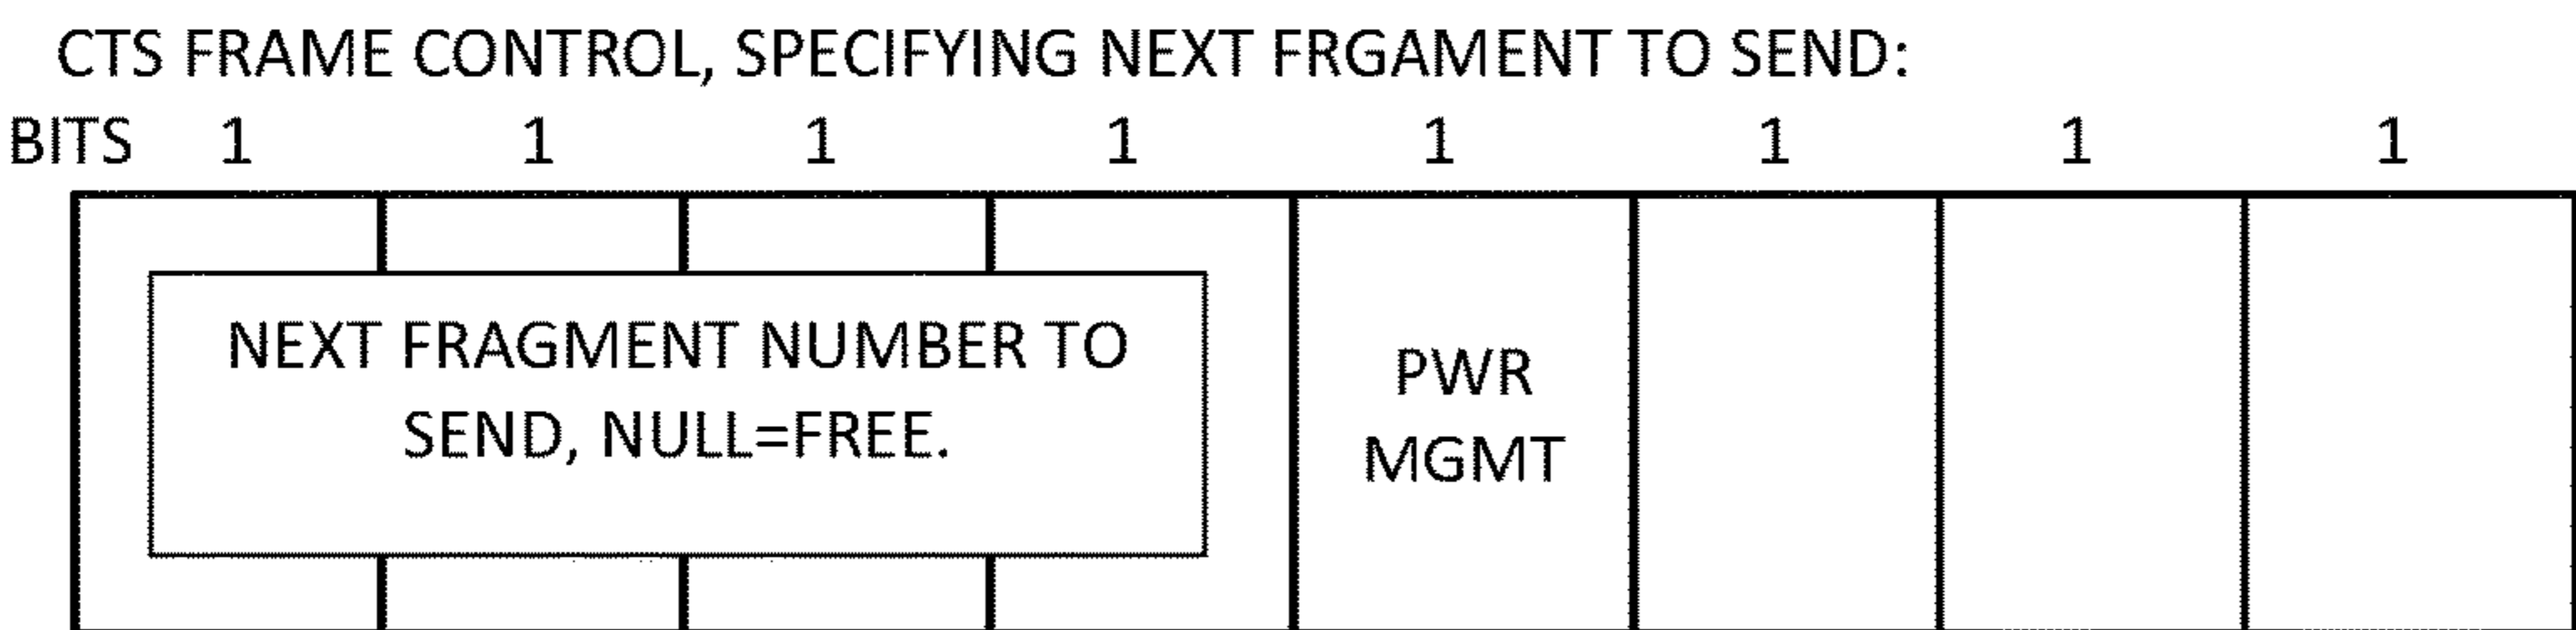 CTS FRAME CONTROL, SPECIFYING NEXT FRGAMENT TO SEND:
BITS 1 1 1 1 1 1 1 1
NEXT FRAGMENT NUMBER TO
SEND, NULL=FREE.
PWR
MGMT